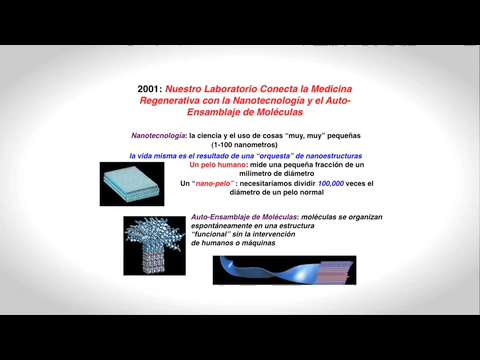 2001: Nuestro Laboratorio Conecta la Medicina
Regenerativa con la Nanotecnología y el Auto-
Ensamblaje de Moléculas
Nanotecnología: la ciencia y el uso de cosas “muy, muy” pequeñas
(1-100 nanometros)
la vida misma es el resultado de una “orquesta” de nanoestructuras
Un pelo humano: mide una pequeña fracción de un
milímetro de diámetro
Un “nano-pelo” : necesitaríamos dividir 100,000 veces el
diámetro de un pelo normal
Auto-Ensamblaje de Moléculas: moléculas se organizan
espontáneamente en una estructura
“funcional” sin la intervención
de humanos o máquinas